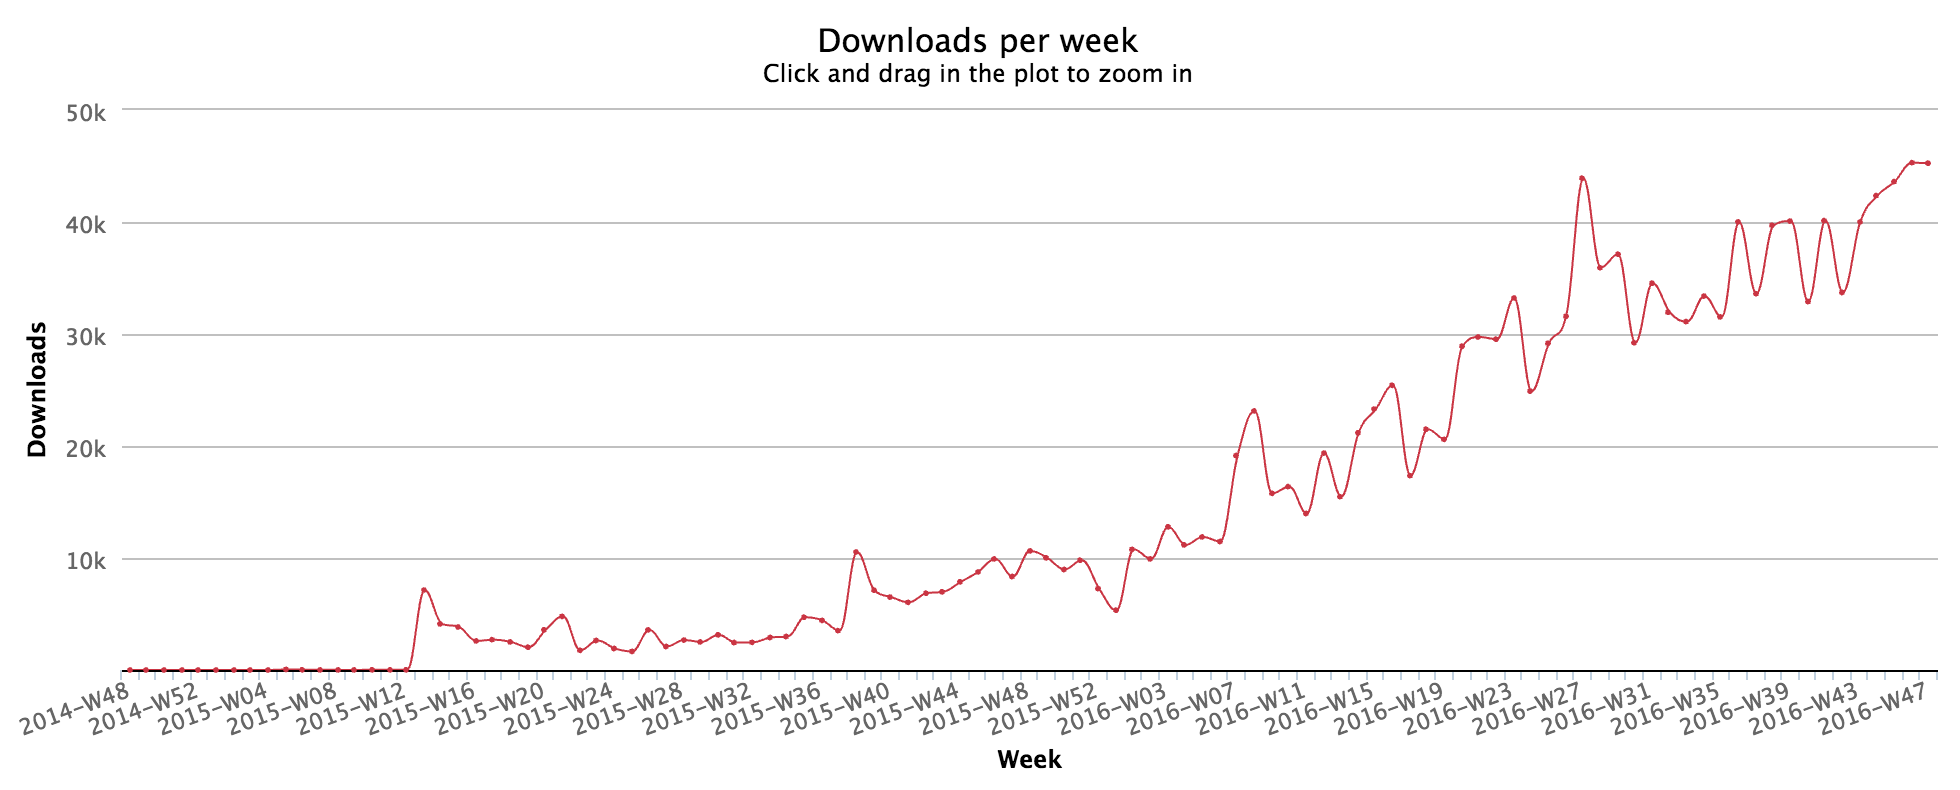 Downloads per week
Click and drag in the plot to zoom in
50k
40k
30k
20k
10k
Downloads
2014-W48
2014-W52
2015-W04
2015-W08
2015-W12
2015-W16
2015-W20
2015-W24
2015-W28
2015-W32
2015-W36
2015-W40
2015-W44
2015-W48
2015-W52
2016-W03
2016-W07
2016-W11
2016-W15
2016-W19
2016-W23
2016-W27
2016-W31
2016-W35
2016-W39
2016-W43
2016-W47
Week